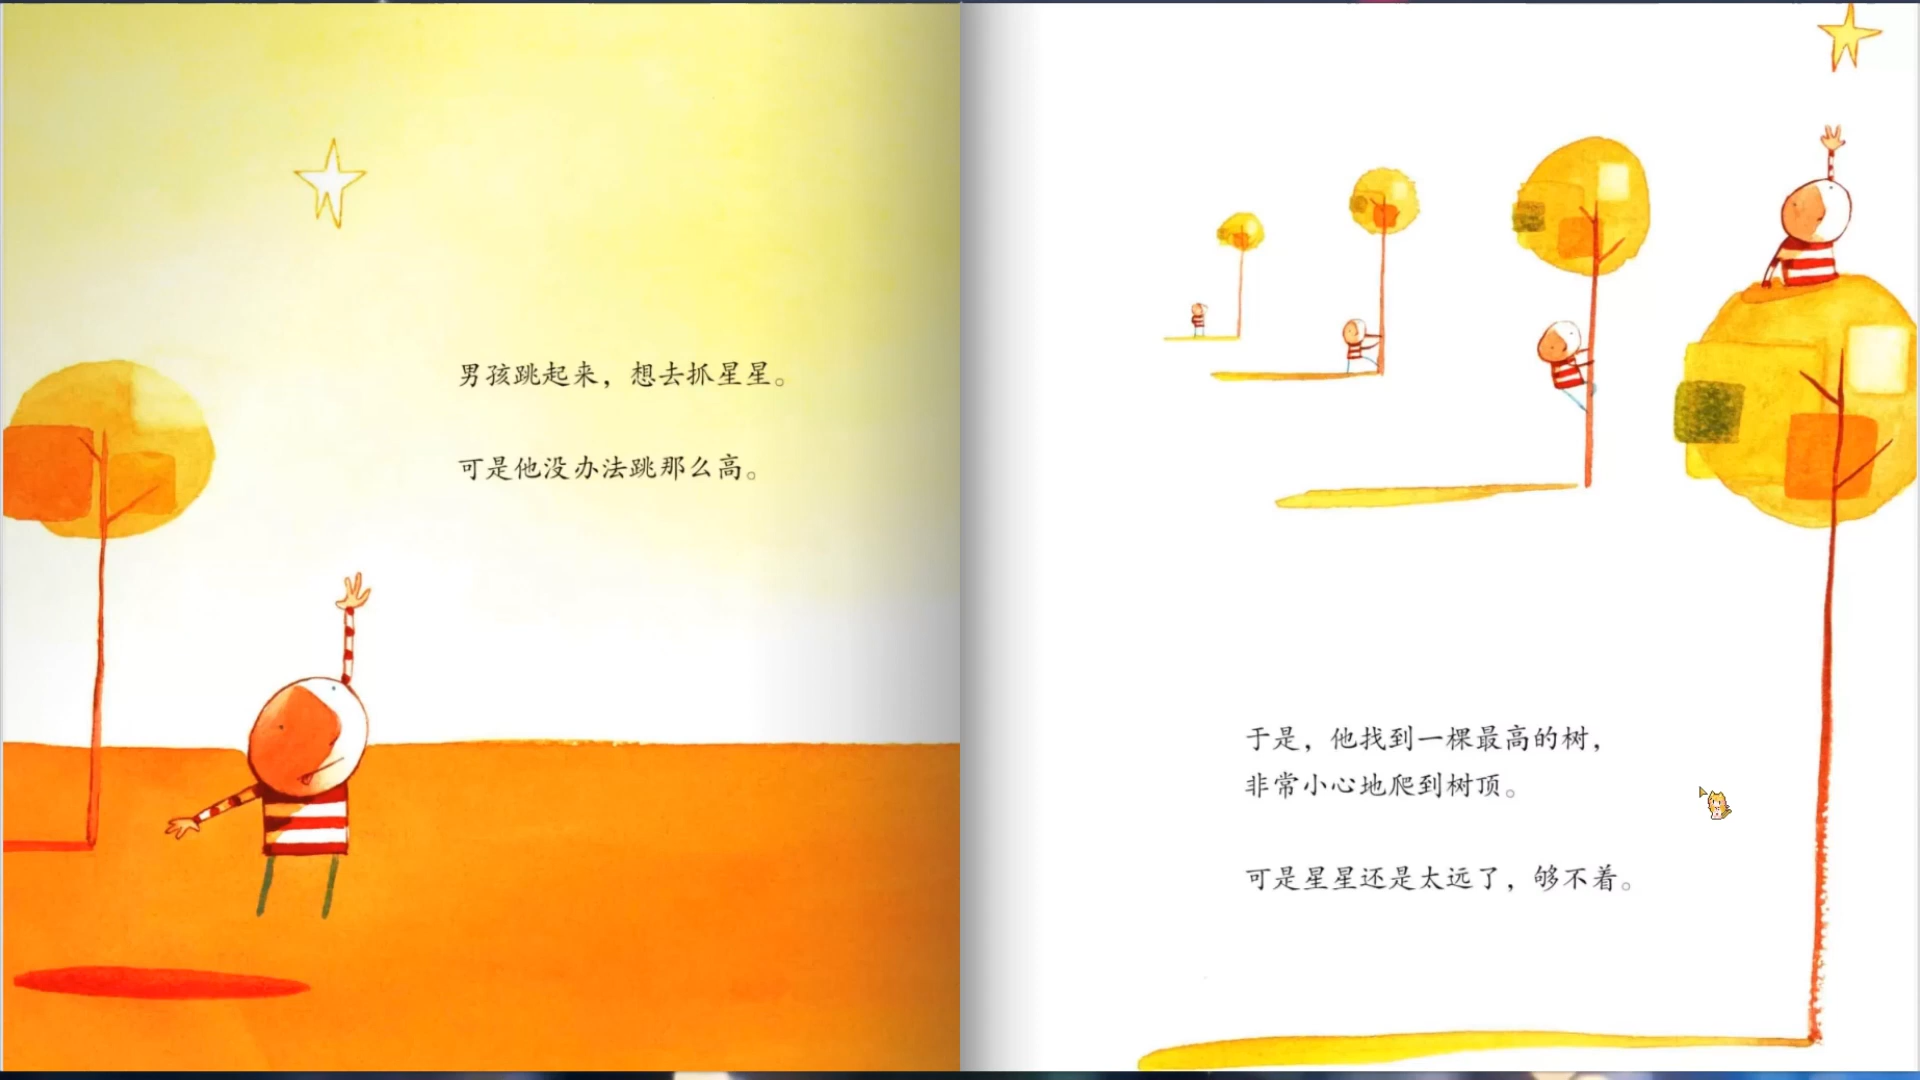 男孩跳起来，想去抓星星。
可是他没办法跳那么高。
于是，他找到一棵最高的树，
非常小心地爬到树顶。
可是星星还是太远了，够不着。